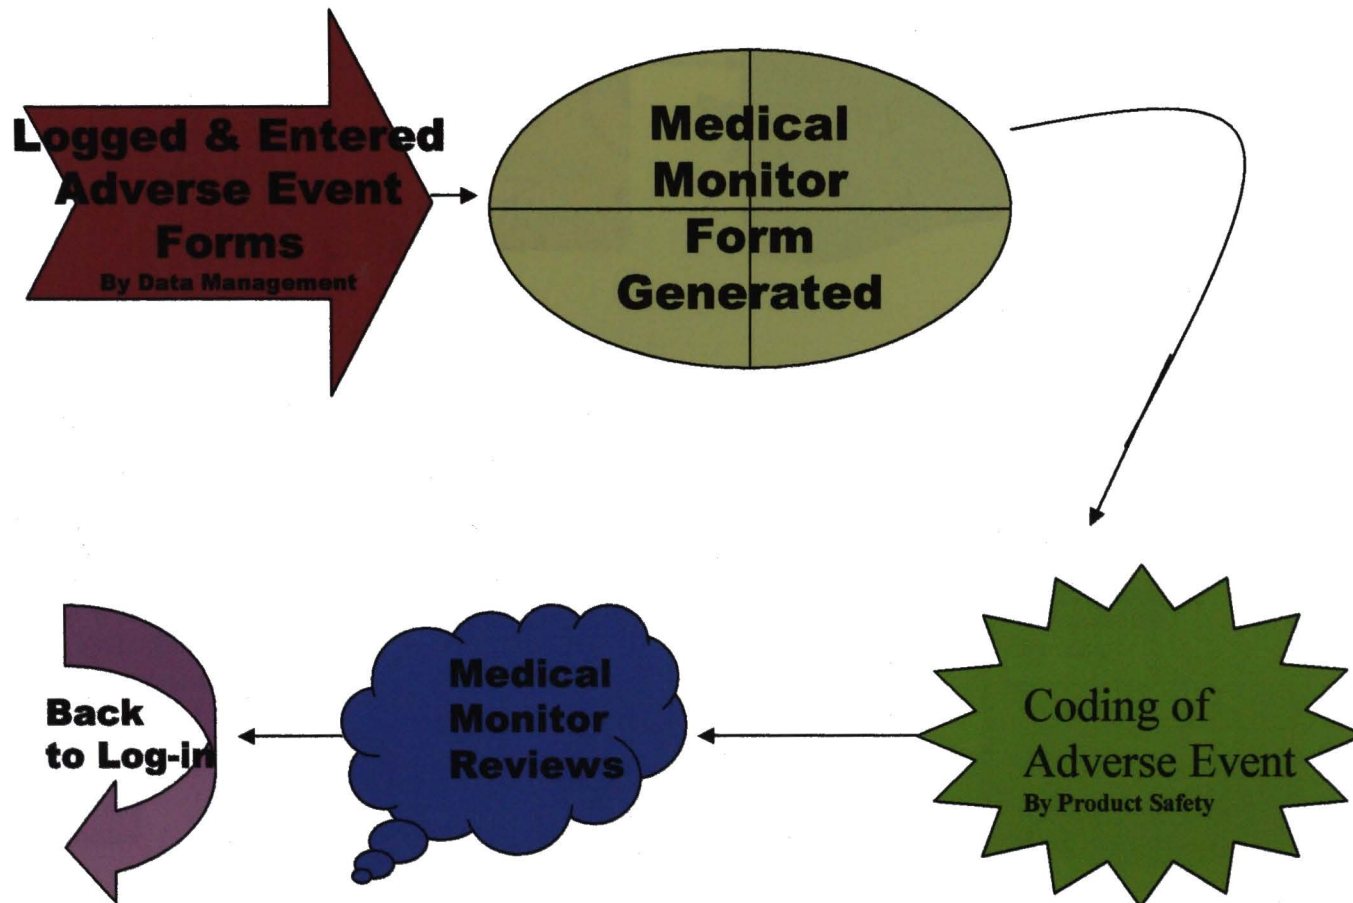 Logged & Entered
Adverse Event
Forms
By Data Management
Medical
Monitor
Form
Generated
Coding of
Adverse Event
By Product Safety
Medical
Monitor
Reviews
Back
to Log-in